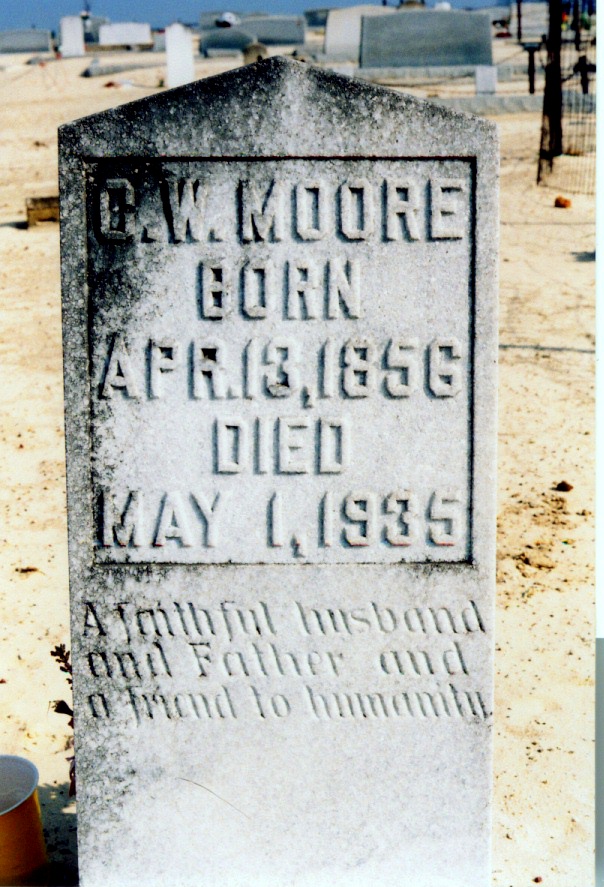 C. W. MOORE
BORN
APR. 13, 1856
DIED
MAY 1, 1935
A faithful husband
and Father and
a friend to humanity.